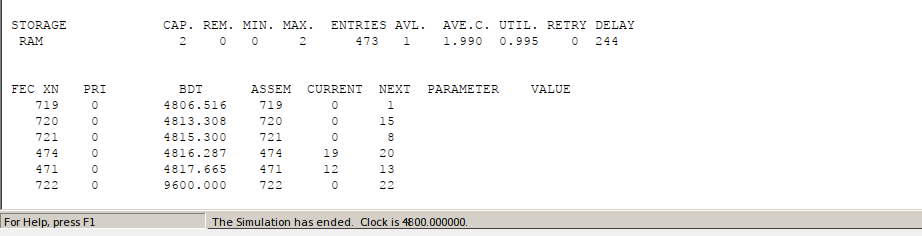 STORAGE CAP. REM. MIN. MAX. ENTRIES AVL. AVE.C. UTIL. RETRY DELAY
RAM 2 0 0 2 473 1 1.990 0.995 0 244
FEC XN PRI BDT ASSEM CURRENT NEXT PARAMETER VALUE
719 0 4806.516 719 0 1
720 0 4813.308 720 0 15
721 0 4815.300 721 0 8
474 0 4816.287 474 19 20
471 0 4817.665 471 12 13
722 0 9600.000 722 0 22
For Help, press F1 The Simulation has ended. Clock is 4800.000000.